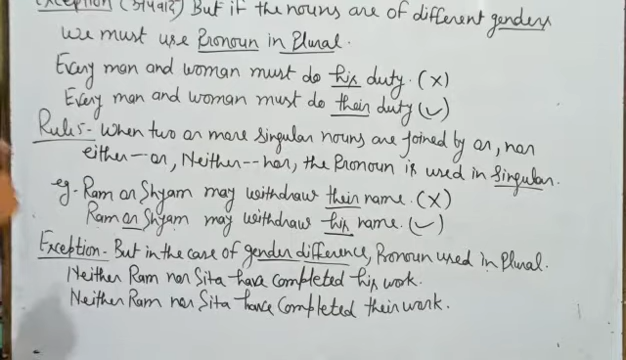 Exception (अपवाद) But if the nouns are of different genders
We must use Pronoun in Plural.
Every man and woman must do his duty. (X)
Every man and woman must do their duty (✓)
Rule5- When two or more singular nouns are joined by or, nor
either--or, Neither--nor, the Pronoun is used in Singular.
eg- Ram or Shyam may withdraw their name. (X)
Ram or Shyam may withdraw his name. (✓)
Exception- But in the case of gender difference, Pronoun used in Plural.
Neither Ram nor Sita have completed his work.
Neither Ram nor Sita have completed their work.